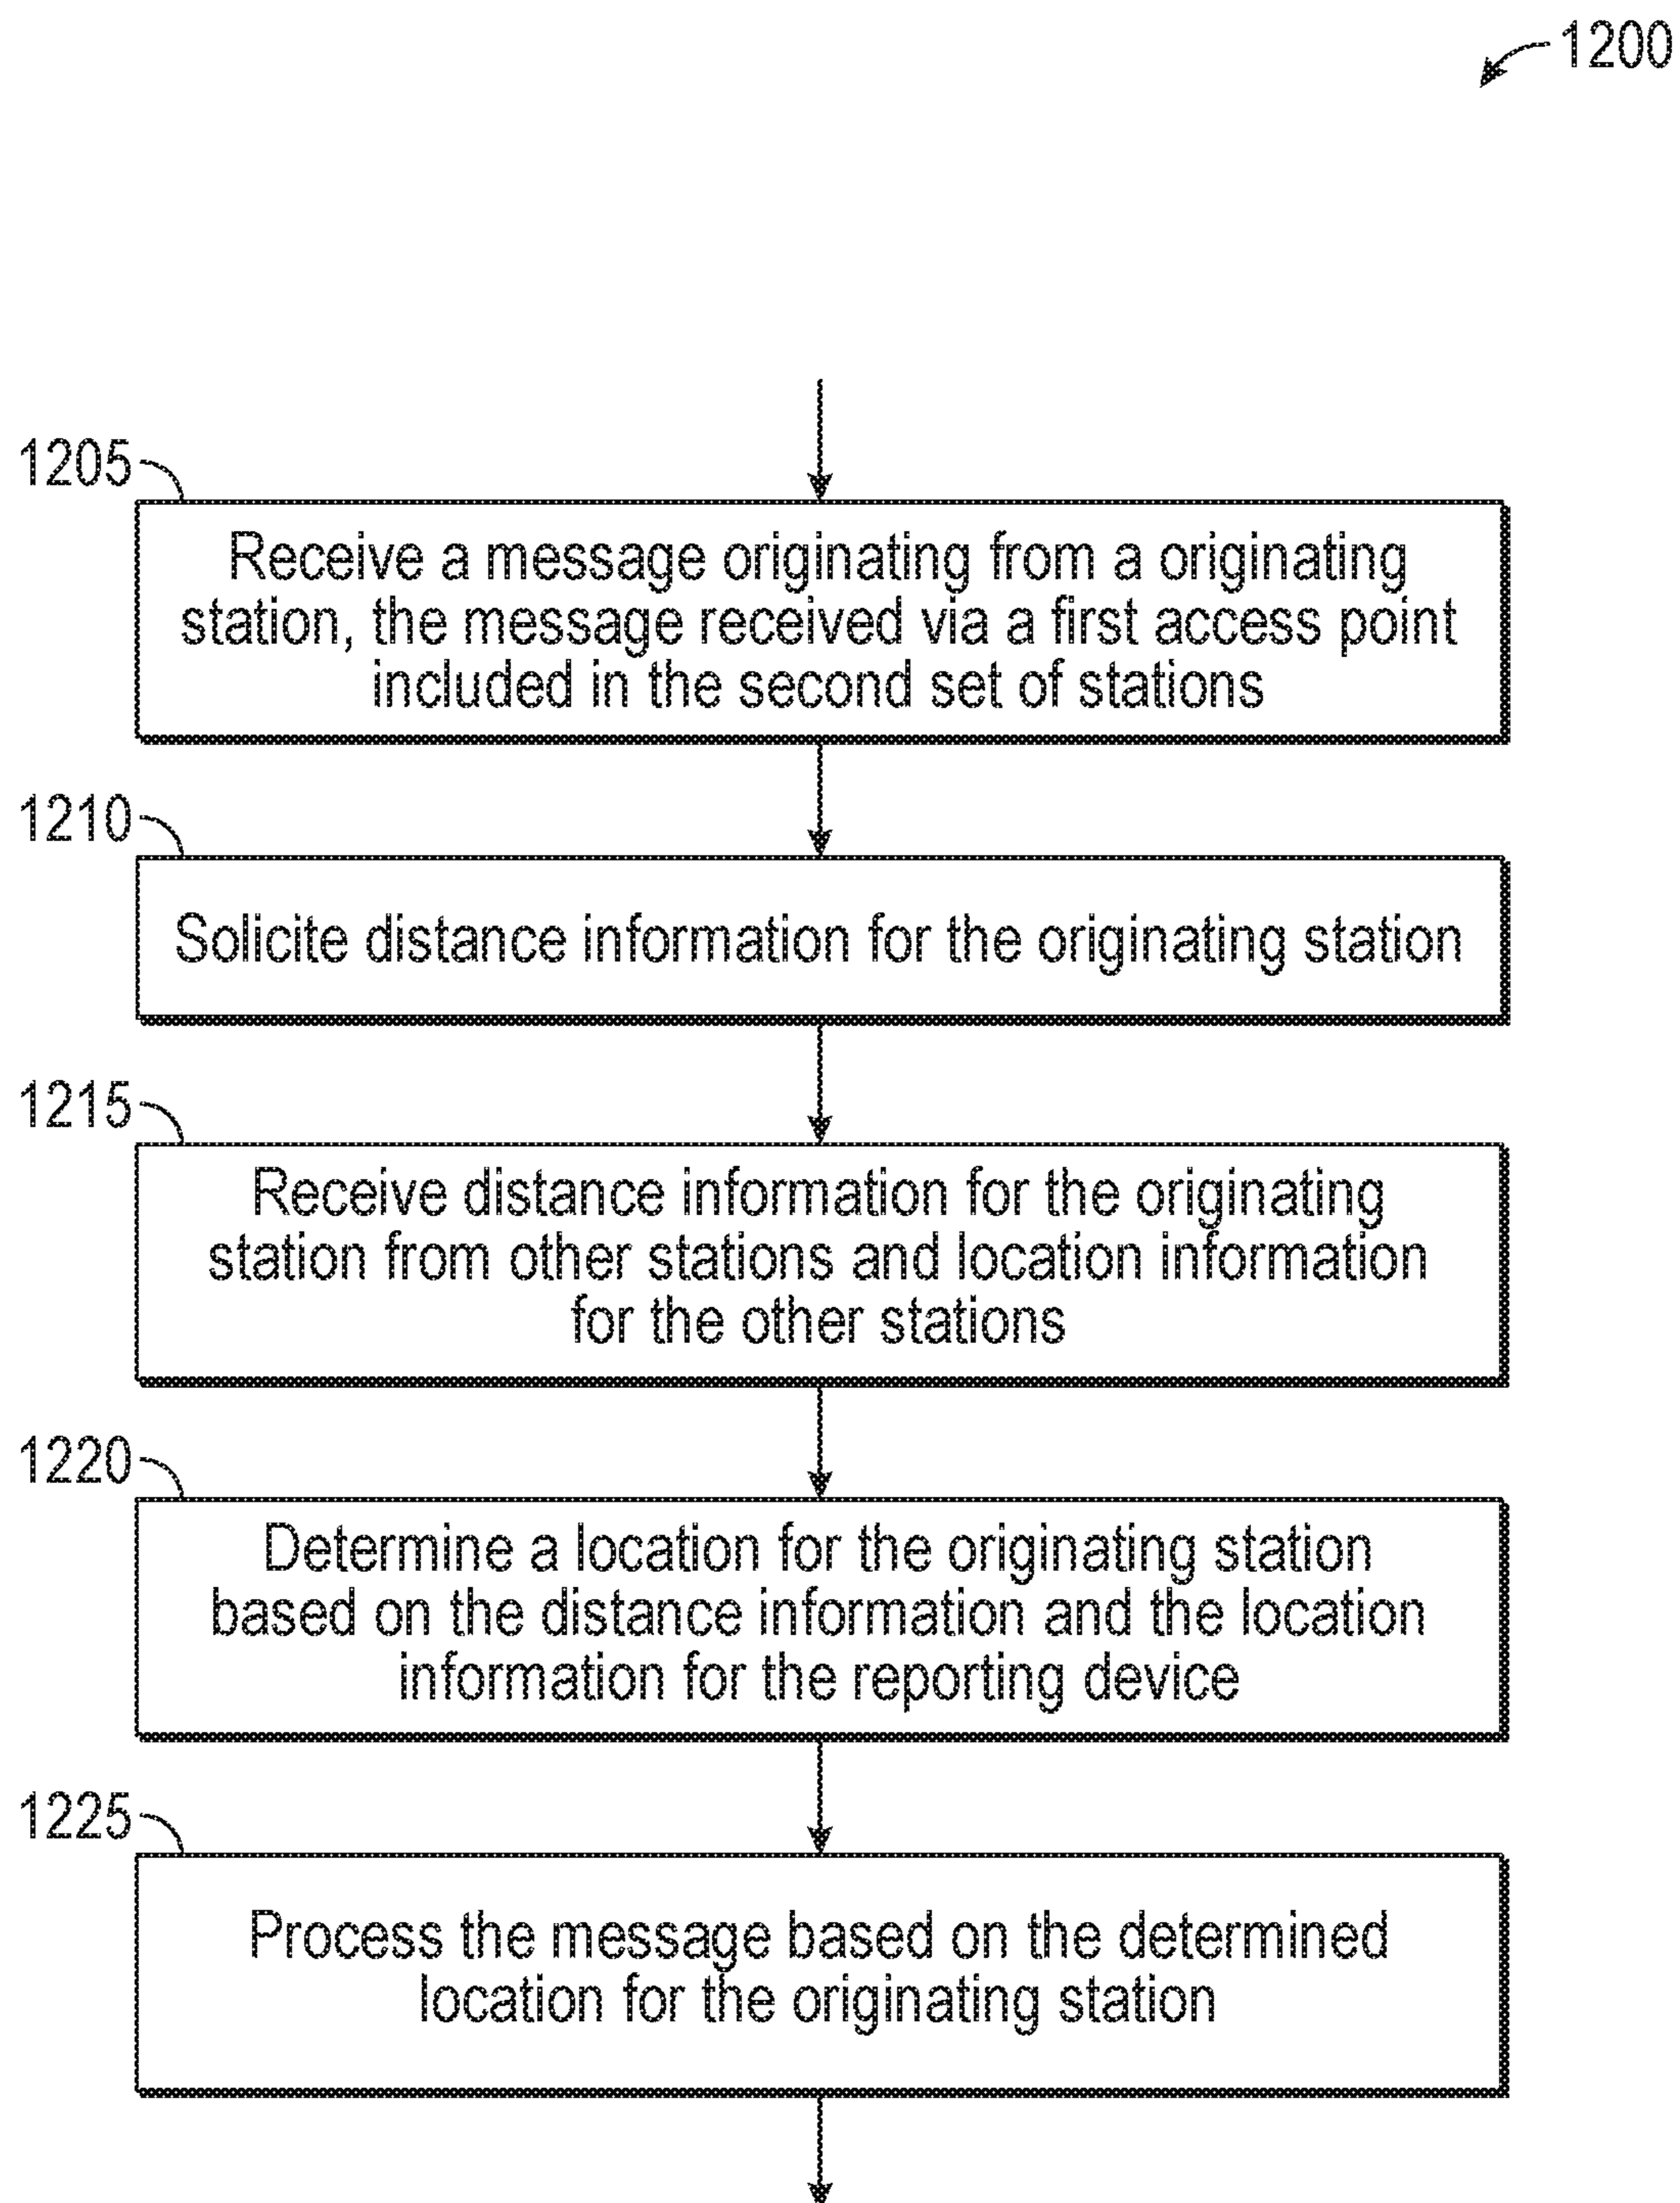 1200
1205
Receive a message originating from a originating
station, the message received via a first access point
included in the second set of stations
1210
Solicite distance information for the originating station
1215
Receive distance information for the originating
station from other stations and location information
for the other stations
1220
Determine a location for the originating station
based on the distance information and the location
information for the reporting device
1225
Process the message based on the determined
location for the originating station